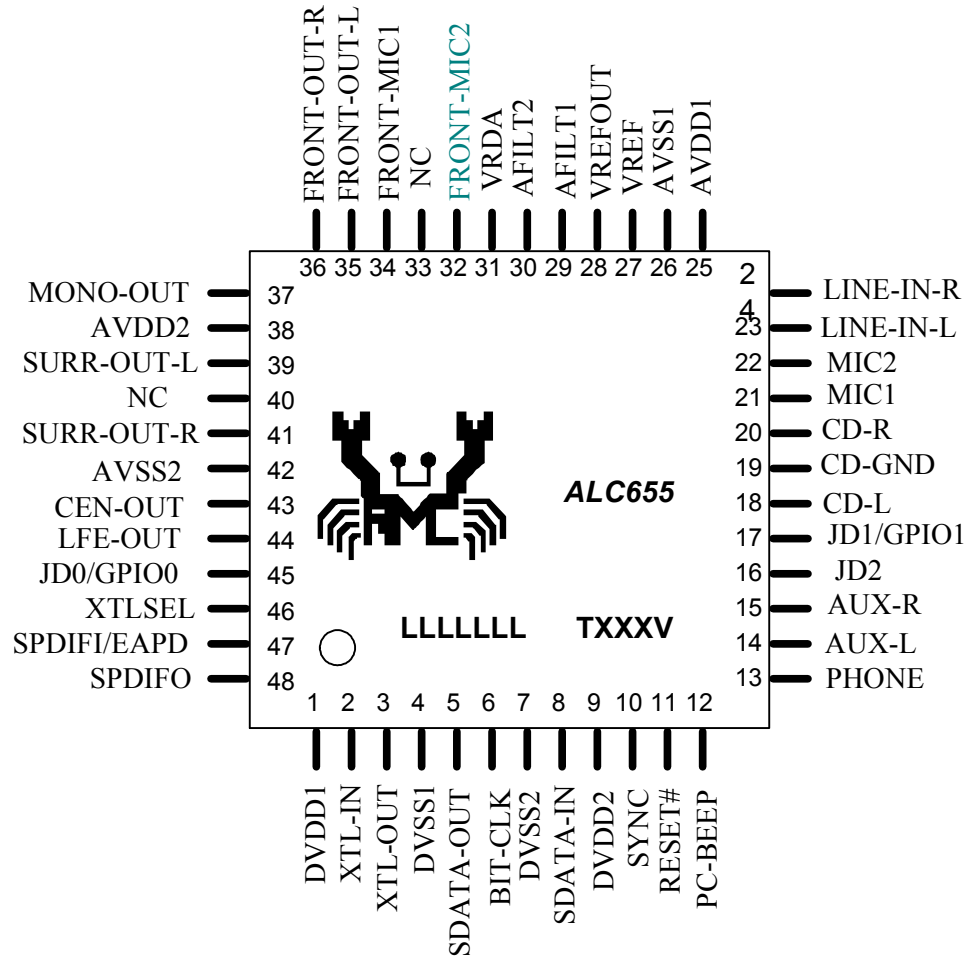 FRONT-OUT-R
FRONT-OUT-L
FRONT-MIC1
NC
FRONT-MIC2
VRDA
AFILT2
AFILT1
VREFOUT
VREF
AVSS1
AVDD1
36 35 34 33 32 31 30 29 28 27 26 25
MONO-OUT 37
AVDD2 38
SURR-OUT-L 39
NC 40
SURR-OUT-R 41
AVSS2 42
CEN-OUT 43
LFE-OUT 44
JD0/GPIO0 45
XTLSEL 46
SPDIFI/EAPD 47
SPDIFO 48
ALC655
LLLLLLL TXXXV
2
4 LINE-IN-R
23 LINE-IN-L
22 MIC2
21 MIC1
20 CD-R
19 CD-GND
18 CD-L
17 JD1/GPIO1
16 JD2
15 AUX-R
14 AUX-L
13 PHONE
1 2 3 4 5 6 7 8 9 10 11 12
DVDD1
XTL-IN
XTL-OUT
DVSS1
SDATA-OUT
BIT-CLK
DVSS2
SDATA-IN
DVDD2
SYNC
RESET#
PC-BEEP